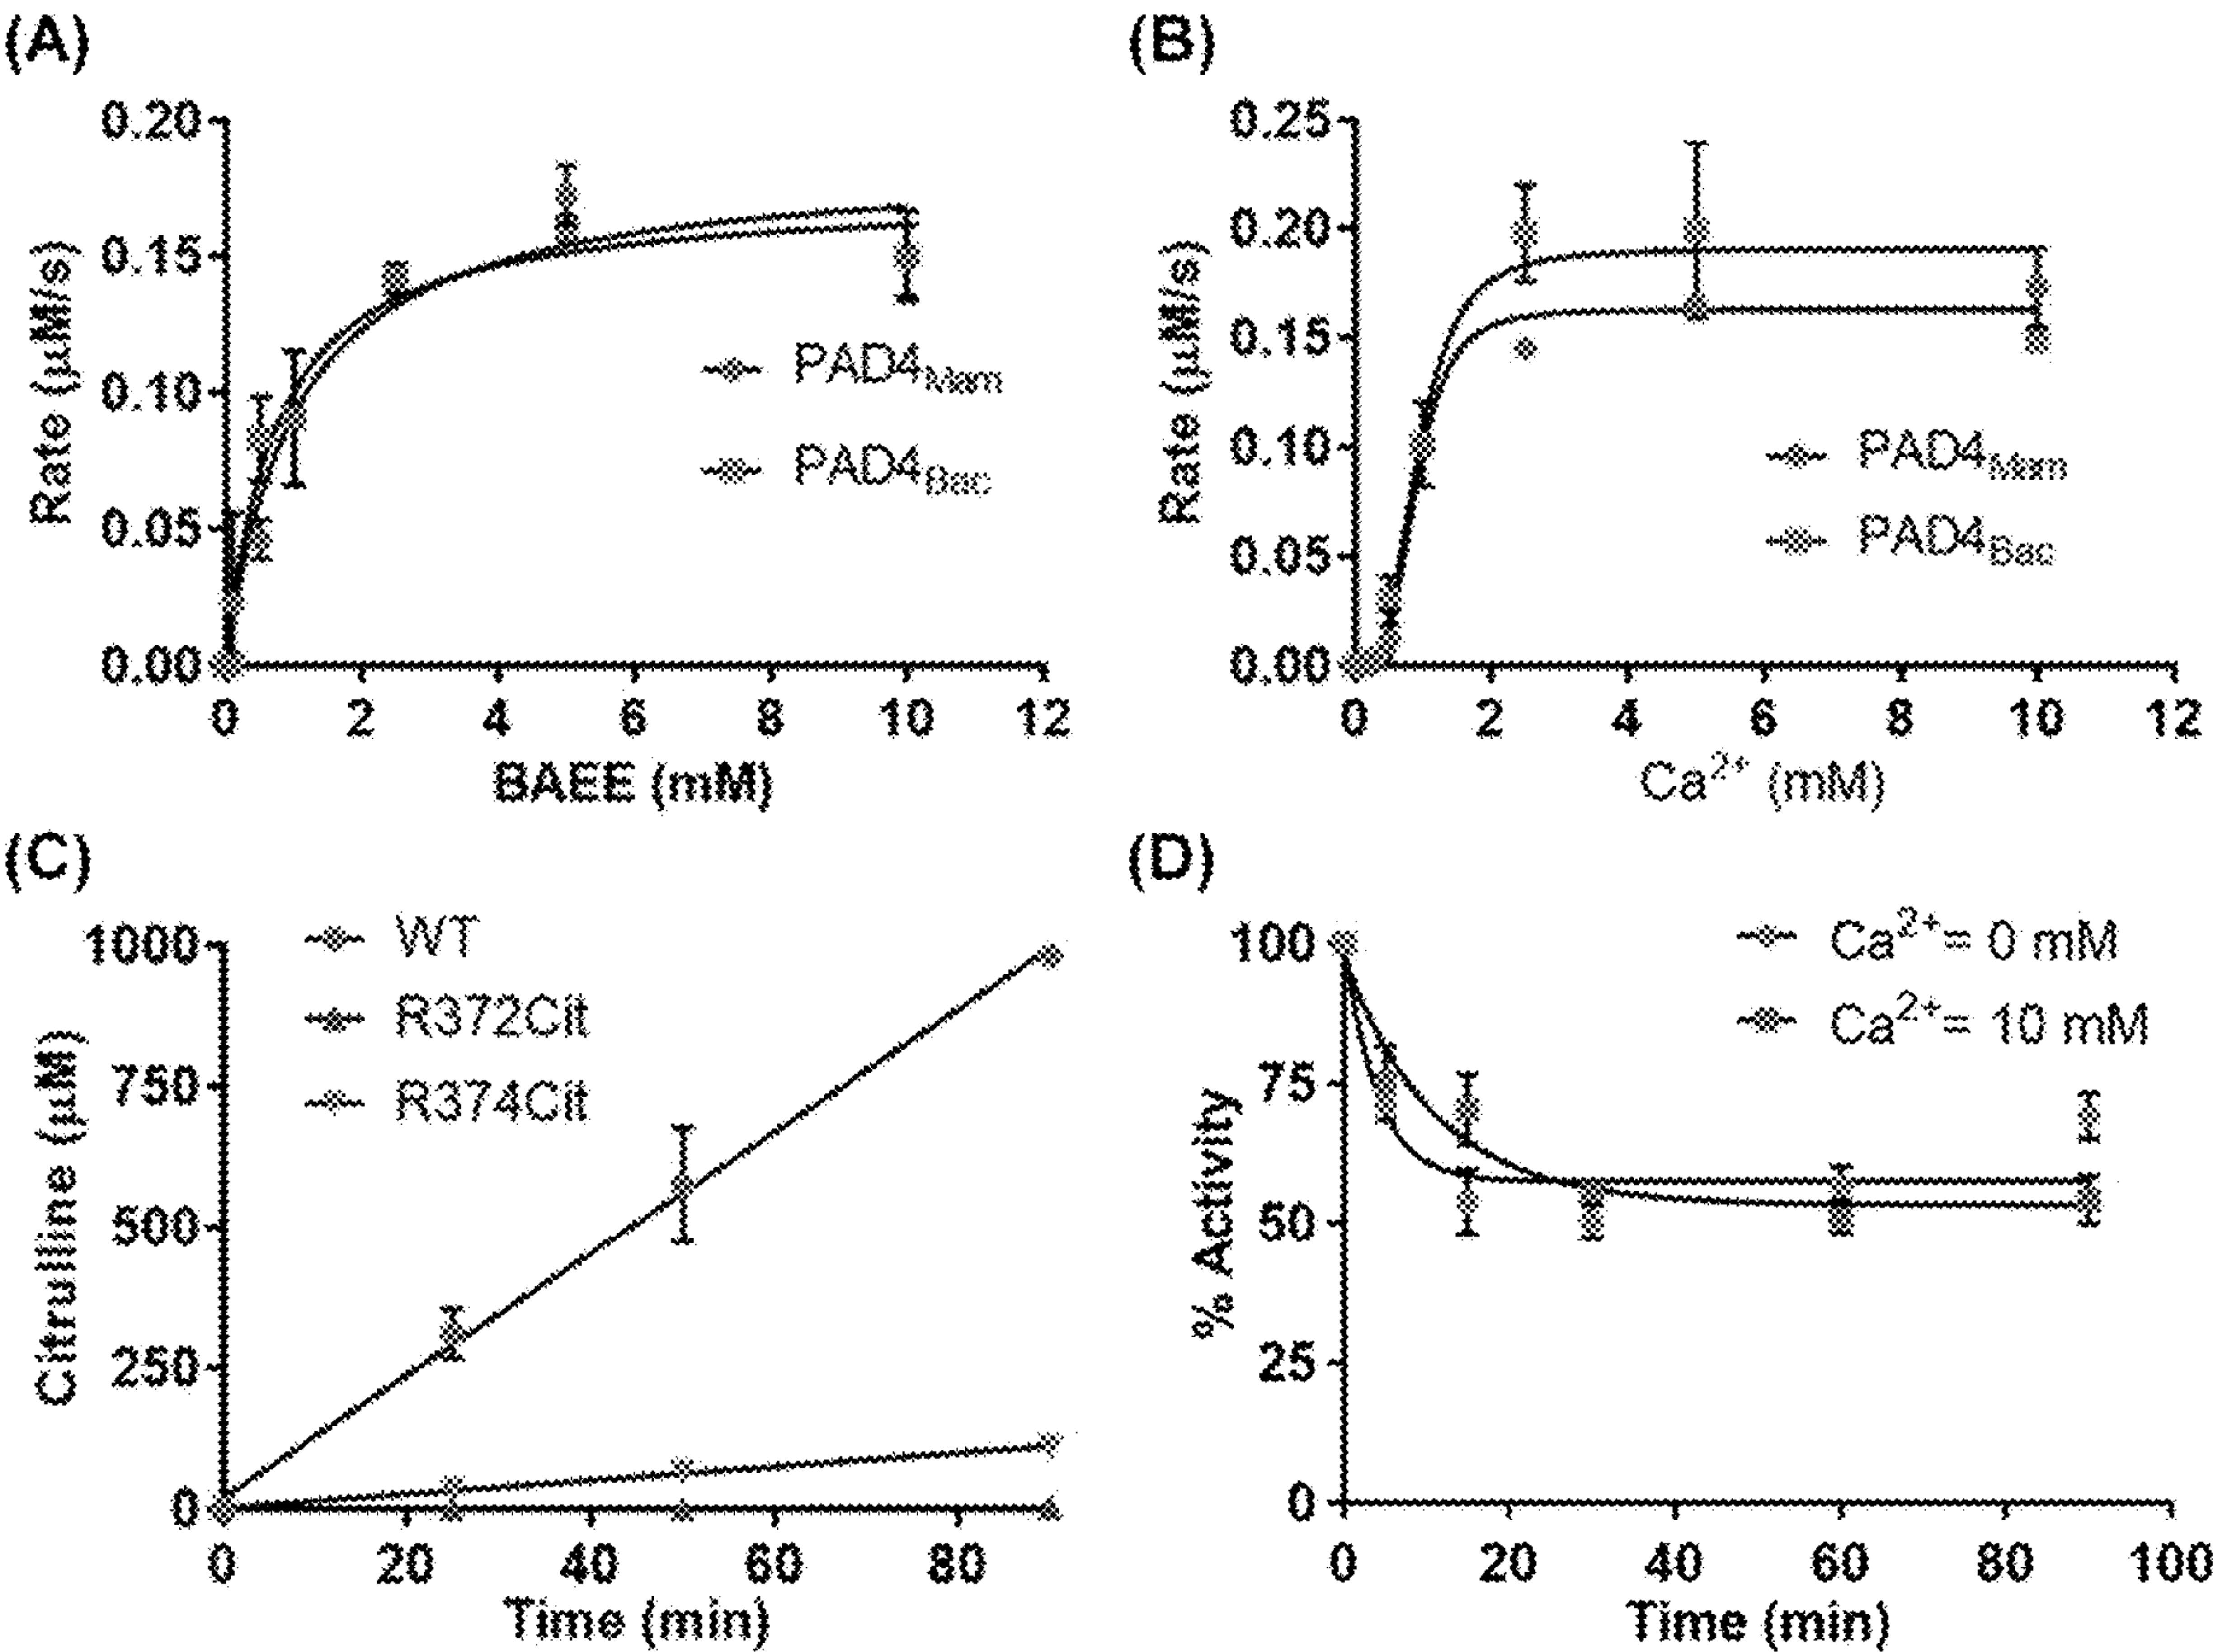 (A)
0.20
0.15
0.10
0.05
0.00
Rate (µM/s)
PAD4Mam
PAD4Bac
0 2 4 6 8 10 12
BAEE (mM)
(B)
0.25
0.20
0.15
0.10
0.05
0.00
Rate (µM/s)
PAD4Mam
PAD4Bac
0 2 4 6 8 10 12
Ca²⁺ (mM)
(C)
1000
750
500
250
0
Citrulline (µM)
WT
R372Cit
R374Cit
0 20 40 60 80
Time (min)
(D)
100
75
50
25
0
% Activity
Ca²⁺= 0 mM
Ca²⁺= 10 mM
0 20 40 60 80 100
Time (min)